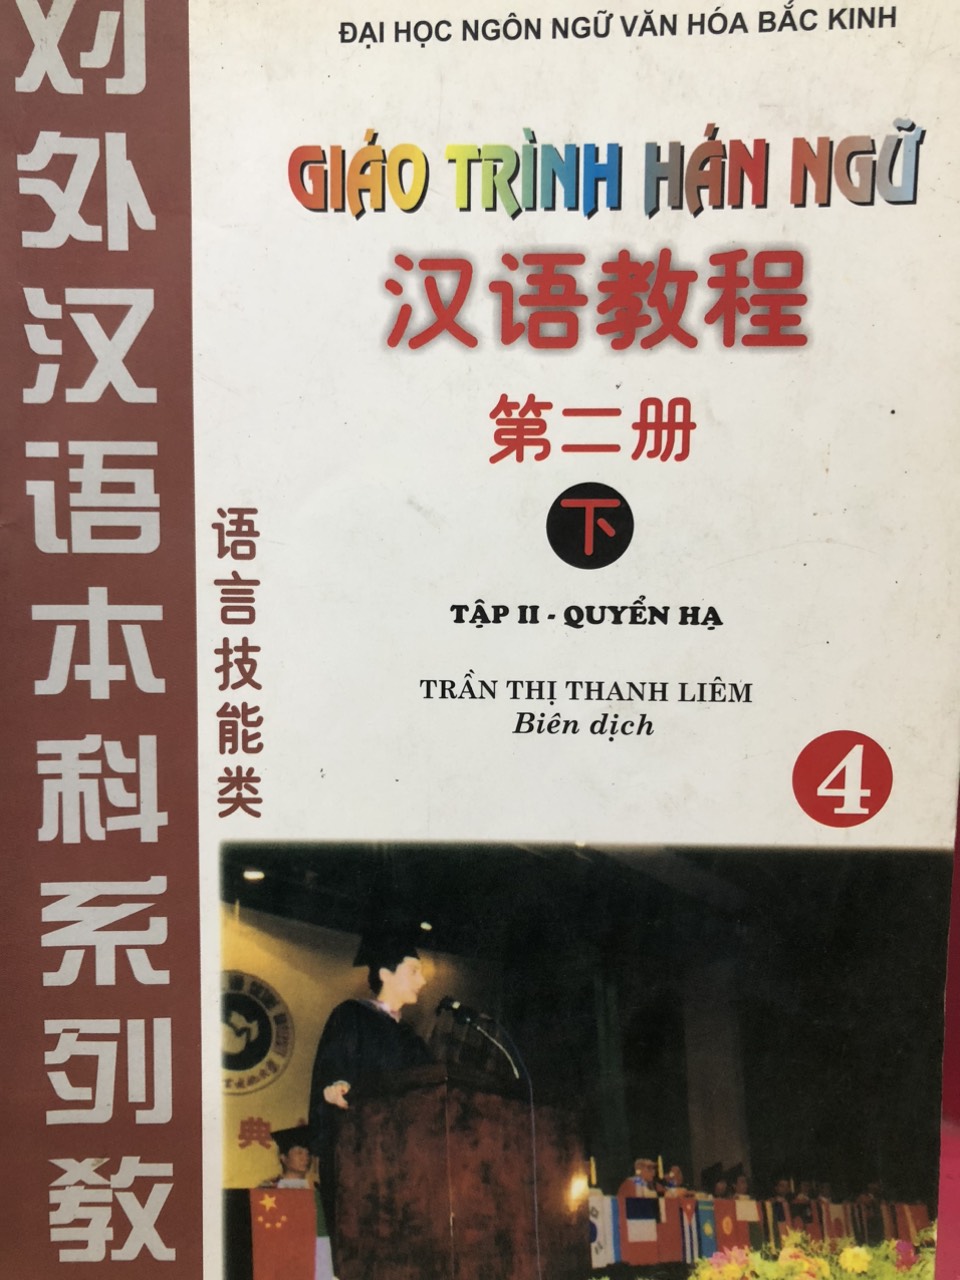 对外汉语本科系列教
ĐẠI HỌC NGÔN NGỮ VĂN HÓA BẮC KINH
GIÁO TRÌNH HÁN NGỮ
汉语教程
第二册
下
语言技能类
TẬP II - QUYỂN HẠ
TRẦN THỊ THANH LIÊM
Biên dịch
4
典